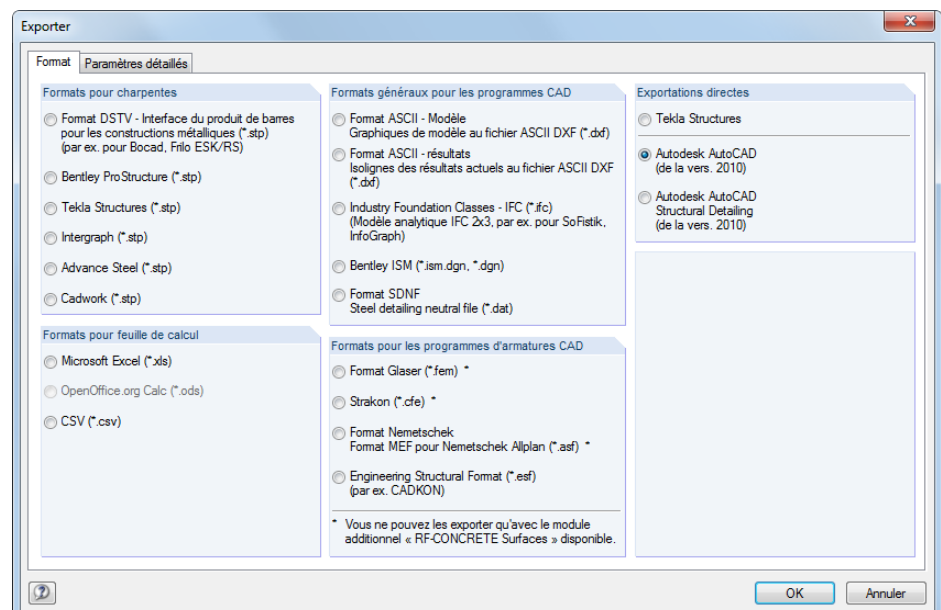 Exporter
Format
Paramètres détaillés
Formats pour charpentes
Format DSTV - Interface du produit de barres
pour les constructions métalliques (*.stp)
(par ex. pour Bocad, Frilo ESK/RS)
Bentley ProStructure (*.stp)
Tekla Structures (*.stp)
Intergraph (*.stp)
Advance Steel (*.stp)
Cadwork (*.stp)
Formats pour feuille de calcul
Microsoft Excel (*.xls)
OpenOffice.org Calc (*.ods)
CSV (*.csv)
Formats généraux pour les programmes CAD
Format ASCII - Modèle
Graphiques de modèle au fichier ASCII DXF (*.dxf)
Format ASCII - résultats
Isolignes des résultats actuels au fichier ASCII DXF
(*.dxf)
Industry Foundation Classes - IFC (*.ifc)
(Modèle analytique IFC 2x3, par ex. pour SoFistik,
InfoGraph)
Bentley ISM (*.ism.dgn, *.dgn)
Format SDNF
Steel detailing neutral file (*.dat)
Formats pour les programmes d'armatures CAD
Format Glaser (*.fem) *
Strakon (*.cfe) *
Format Nemetschek
Format MEF pour Nemetschek Allplan (*.asf) *
Engineering Structural Format (*.esf)
(par ex. CADKON)
* Vous ne pouvez les exporter qu'avec le module
additionnel « RF-CONCRETE Surfaces » disponible.
Exportations directes
Tekla Structures
Autodesk AutoCAD
(de la vers. 2010)
Autodesk AutoCAD
Structural Detailing
(de la vers. 2010)
OK
Annuler